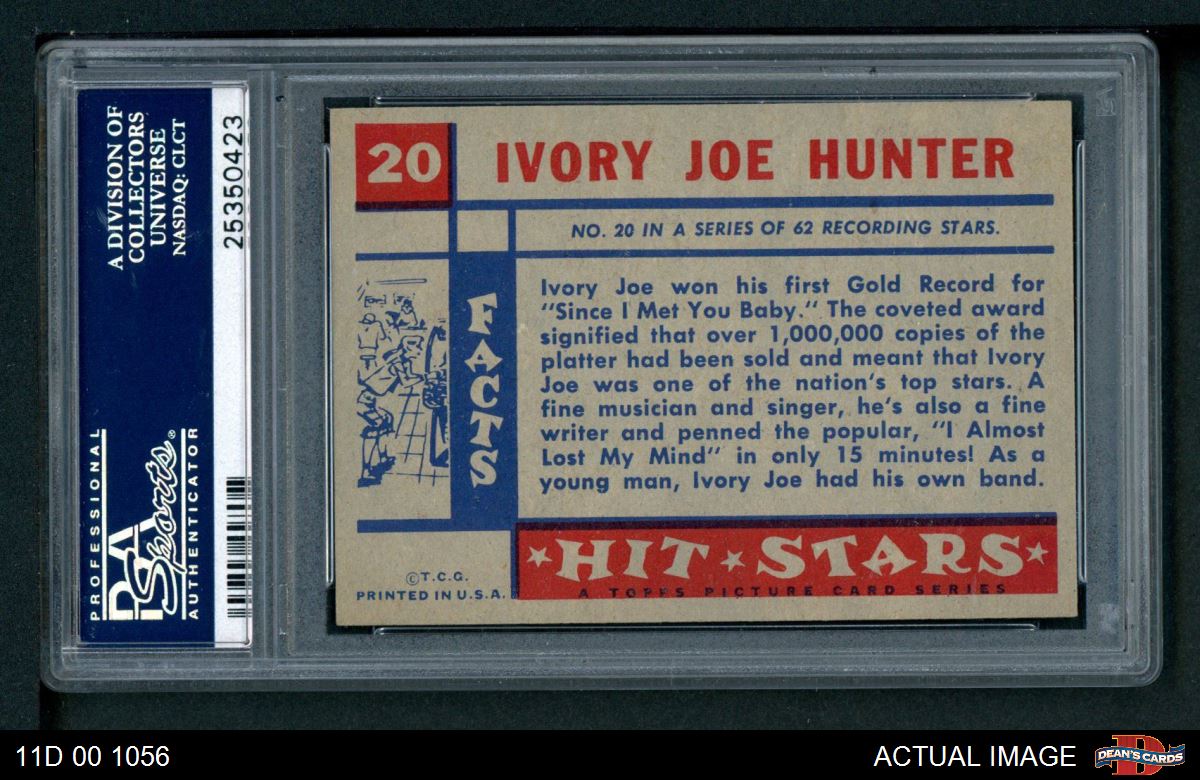 A DIVISION OF
COLLECTORS
UNIVERSE
NASDAQ: CLCT
25350423
PROFESSIONAL
PSA
Sports®
AUTHENTICATOR
20
IVORY JOE HUNTER
NO. 20 IN A SERIES OF 62 RECORDING STARS.
FACTS
Ivory Joe won his first Gold Record for
"Since I Met You Baby." The coveted award
signified that over 1,000,000 copies of the
platter had been sold and meant that Ivory
Joe was one of the nation's top stars. A
fine musician and singer, he's also a fine
writer and penned the popular, "I Almost
Lost My Mind" in only 15 minutes! As a
young man, Ivory Joe had his own band.
©T.C.G.
PRINTED IN U.S.A.
HIT STARS
A TOPPS PICTURE CARD SERIES
11D 00 1056
ACTUAL IMAGE
D
DEAN'S CARDS